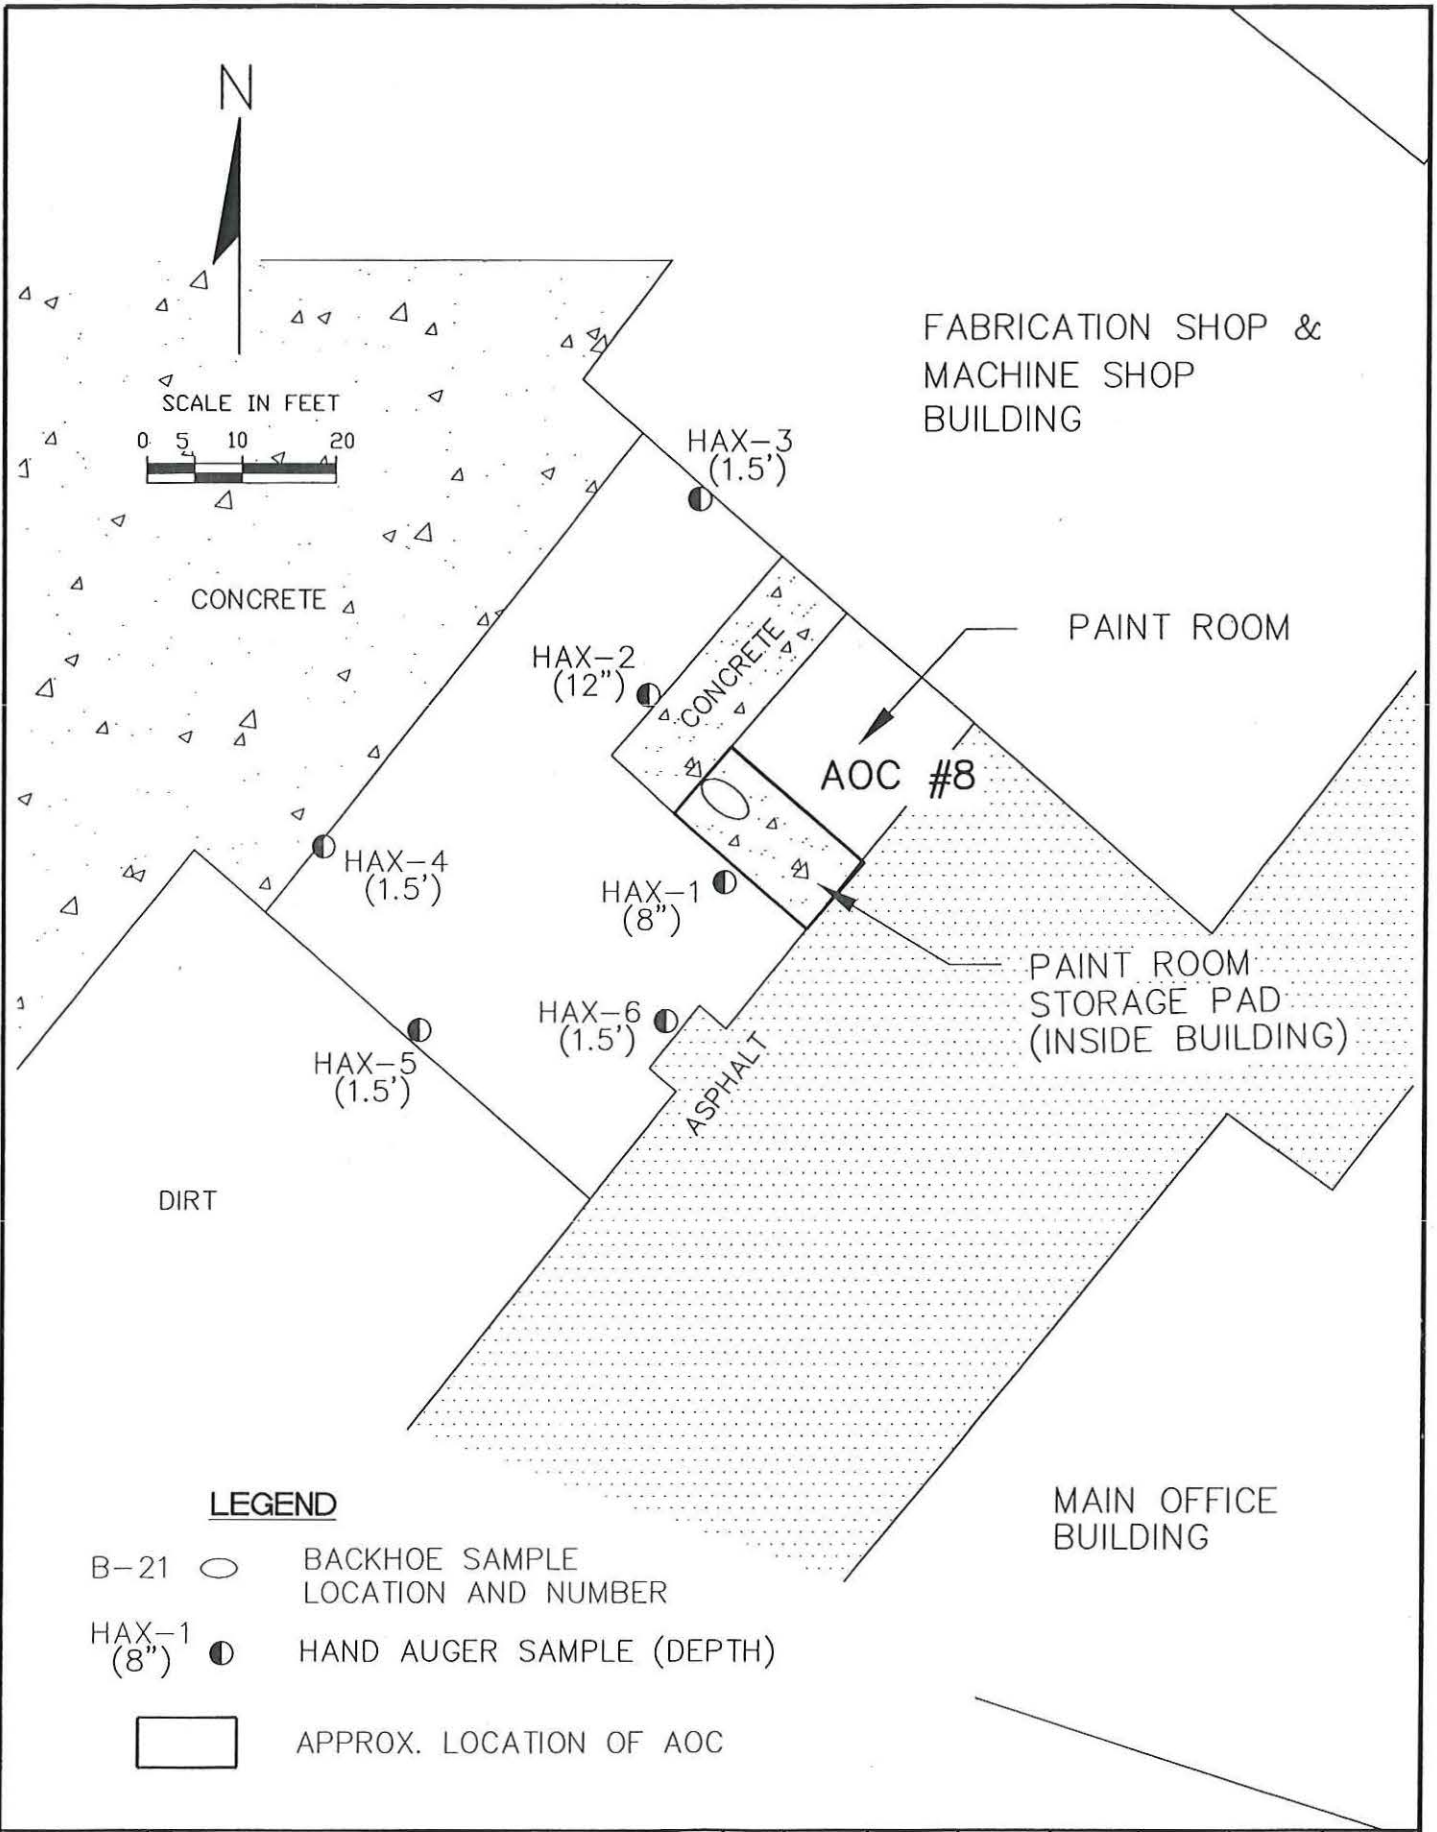 N
SCALE IN FEET
0 5 10 20
FABRICATION SHOP &
MACHINE SHOP
BUILDING
HAX-3
(1.5')
CONCRETE
PAINT ROOM
HAX-2
(12")
CONCRETE
AOC #8
HAX-4
(1.5')
HAX-1
(8")
PAINT ROOM
STORAGE PAD
(INSIDE BUILDING)
HAX-6
(1.5')
HAX-5
(1.5')
ASPHALT
DIRT
LEGEND
B-21
BACKHOE SAMPLE
LOCATION AND NUMBER
HAX-1
(8")
HAND AUGER SAMPLE (DEPTH)
APPROX. LOCATION OF AOC
MAIN OFFICE
BUILDING